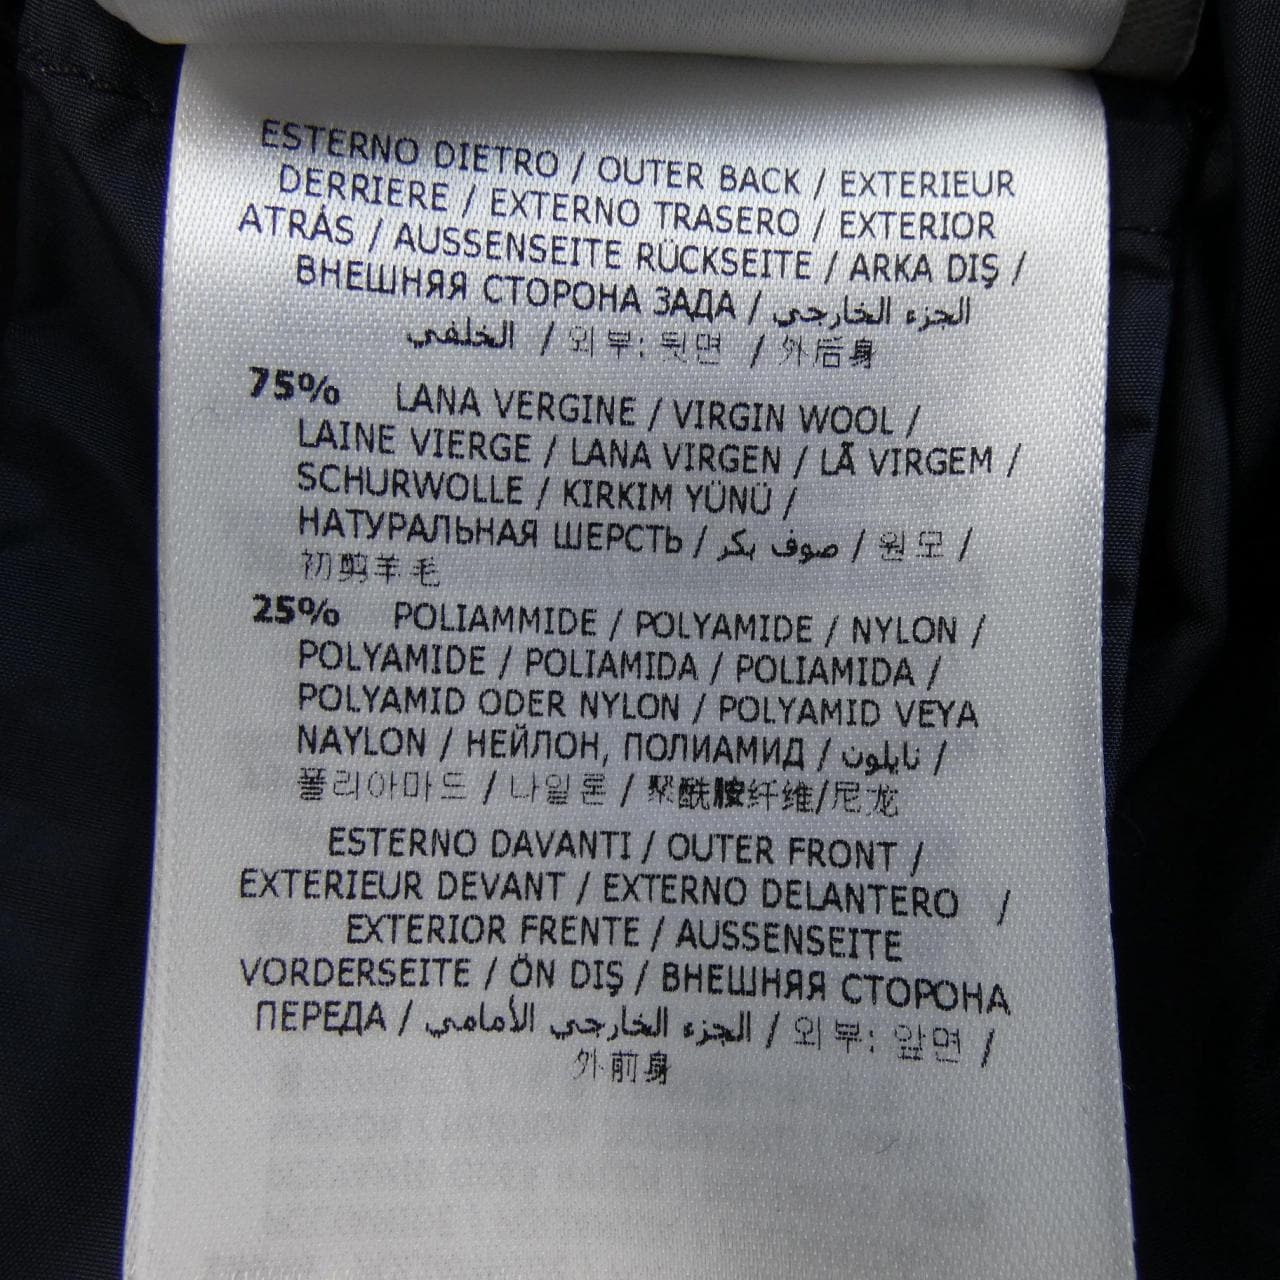 ESTERNO DIETRO / OUTER BACK / EXTERIEUR
DERRIERE / EXTERNO TRASERO / EXTERIOR
ATRÁS / AUSSENSEITE RÜCKSEITE / ARKA DIŞ /
ВНЕШНЯЯ СТОРОНА ЗАДА / الجزء الخارجي
الخلفي / 외부: 뒷면 / 外后身
75% LANA VERGINE / VIRGIN WOOL /
LAINE VIERGE / LANA VIRGEN / LÃ VIRGEM /
SCHURWOLLE / KIRKIM YÜNÜ /
НАТУРАЛЬНАЯ ШЕРСТЬ / صوف بكر / 원모 /
初剪羊毛
25% POLIAMMIDE / POLYAMIDE / NYLON /
POLYAMIDE / POLIAMIDA / POLIAMIDA /
POLYAMID ODER NYLON / POLYAMID VEYA
NAYLON / НЕЙЛОН, ПОЛИАМИД / نايلون /
폴리아마드 / 나일론 / 聚酰胺纤维/尼龙
ESTERNO DAVANTI / OUTER FRONT /
EXTERIEUR DEVANT / EXTERNO DELANTERO /
EXTERIOR FRENTE / AUSSENSEITE
VORDERSEITE / ÖN DIŞ / ВНЕШНЯЯ СТОРОНА
ПЕРЕДА / الجزء الخارجي الأمامي / 외부: 앞면 /
外前身